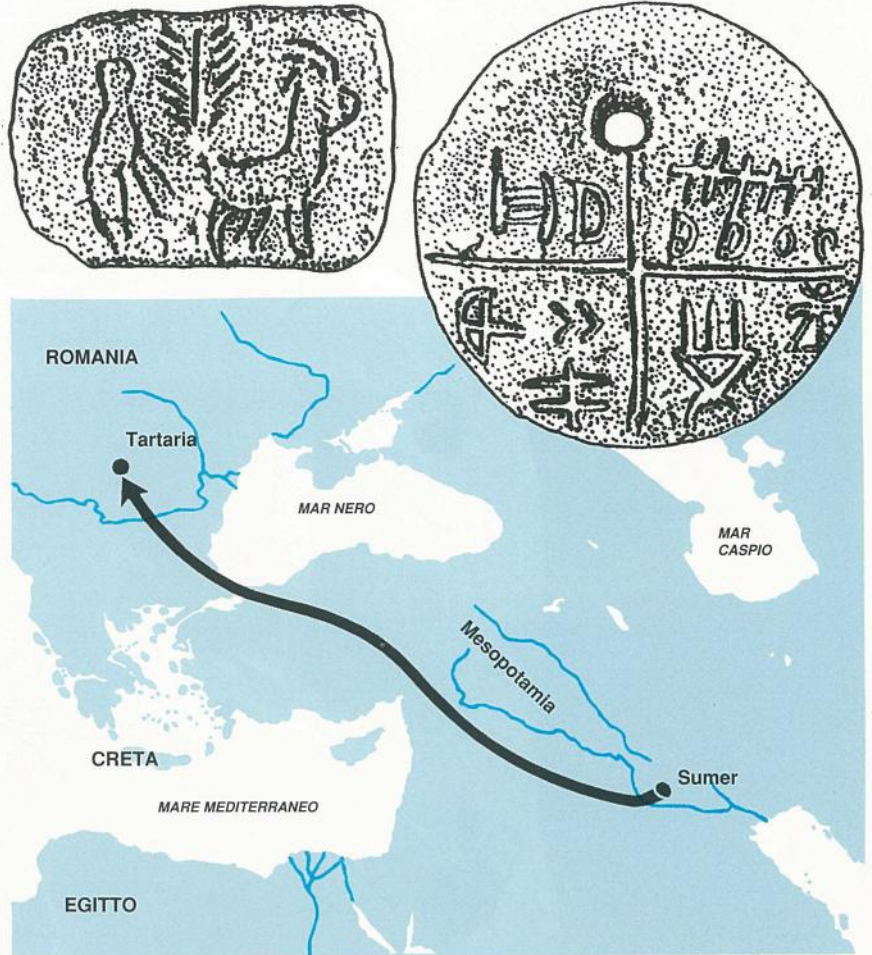 ROMANIA
Tartaria
MAR NERO
MAR
CASPIO
Mesopotamia
Sumer
CRETA
MARE MEDITERRANEO
EGITTO